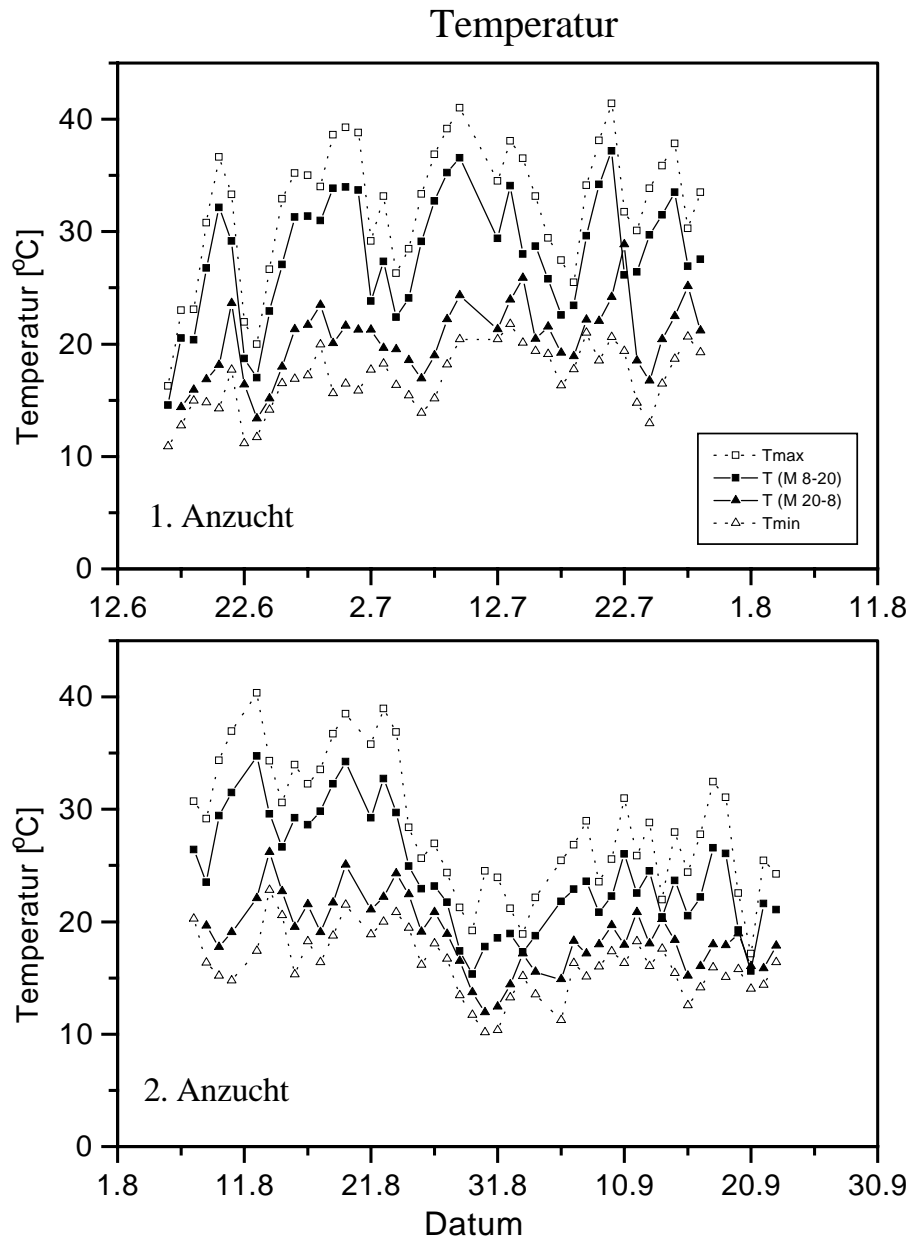 Temperatur
40
30
20
10
0
Temperatur [°C]
Tmax
T (M 8-20)
T (M 20-8)
Tmin
1. Anzucht
12.6 22.6 2.7 12.7 22.7 1.8 11.8
40
30
20
10
0
Temperatur [°C]
2. Anzucht
1.8 11.8 21.8 31.8 10.9 20.9 30.9
Datum